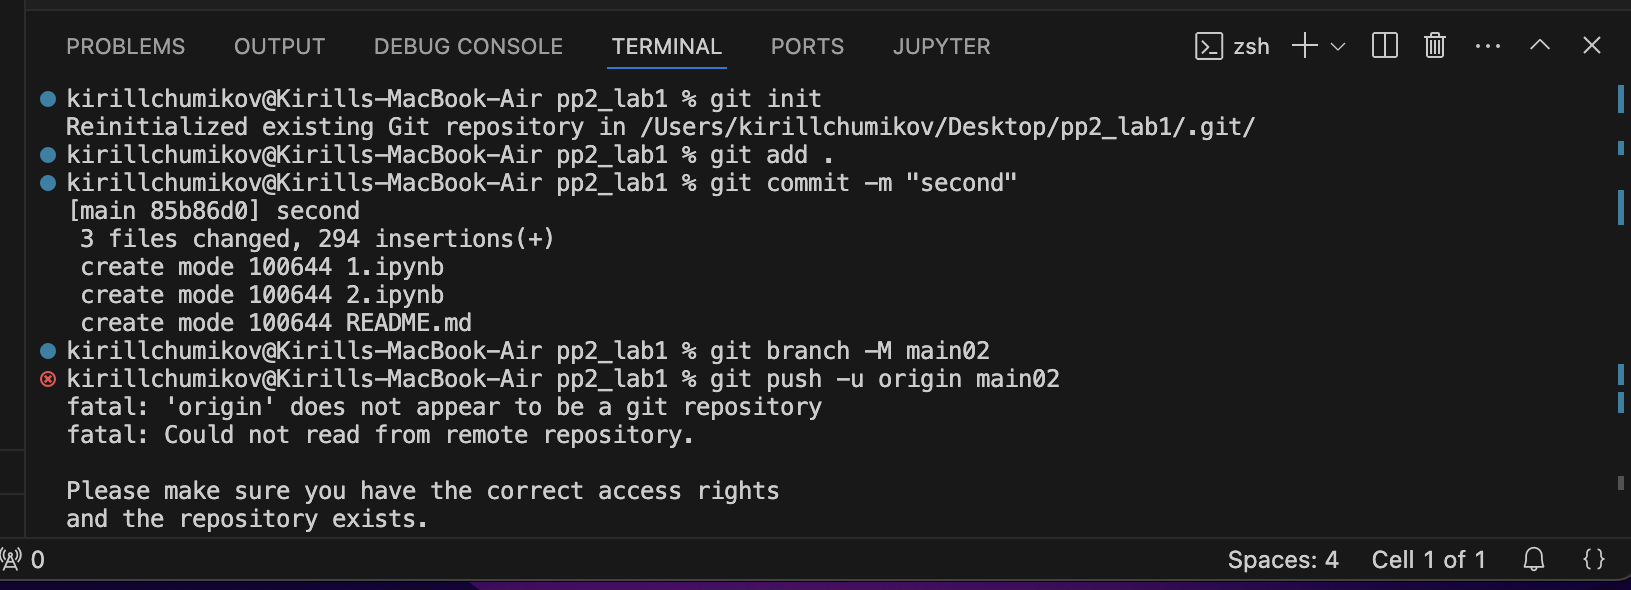 PROBLEMS OUTPUT DEBUG CONSOLE TERMINAL PORTS JUPYTER zsh
kirillchumikov@Kirills-MacBook-Air pp2_lab1 % git init
Reinitialized existing Git repository in /Users/kirillchumikov/Desktop/pp2_lab1/.git/
kirillchumikov@Kirills-MacBook-Air pp2_lab1 % git add .
kirillchumikov@Kirills-MacBook-Air pp2_lab1 % git commit -m "second"
[main 85b86d0] second
3 files changed, 294 insertions(+)
create mode 100644 1.ipynb
create mode 100644 2.ipynb
create mode 100644 README.md
kirillchumikov@Kirills-MacBook-Air pp2_lab1 % git branch -M main02
kirillchumikov@Kirills-MacBook-Air pp2_lab1 % git push -u origin main02
fatal: 'origin' does not appear to be a git repository
fatal: Could not read from remote repository.
Please make sure you have the correct access rights
and the repository exists.
0 Spaces: 4 Cell 1 of 1 {}